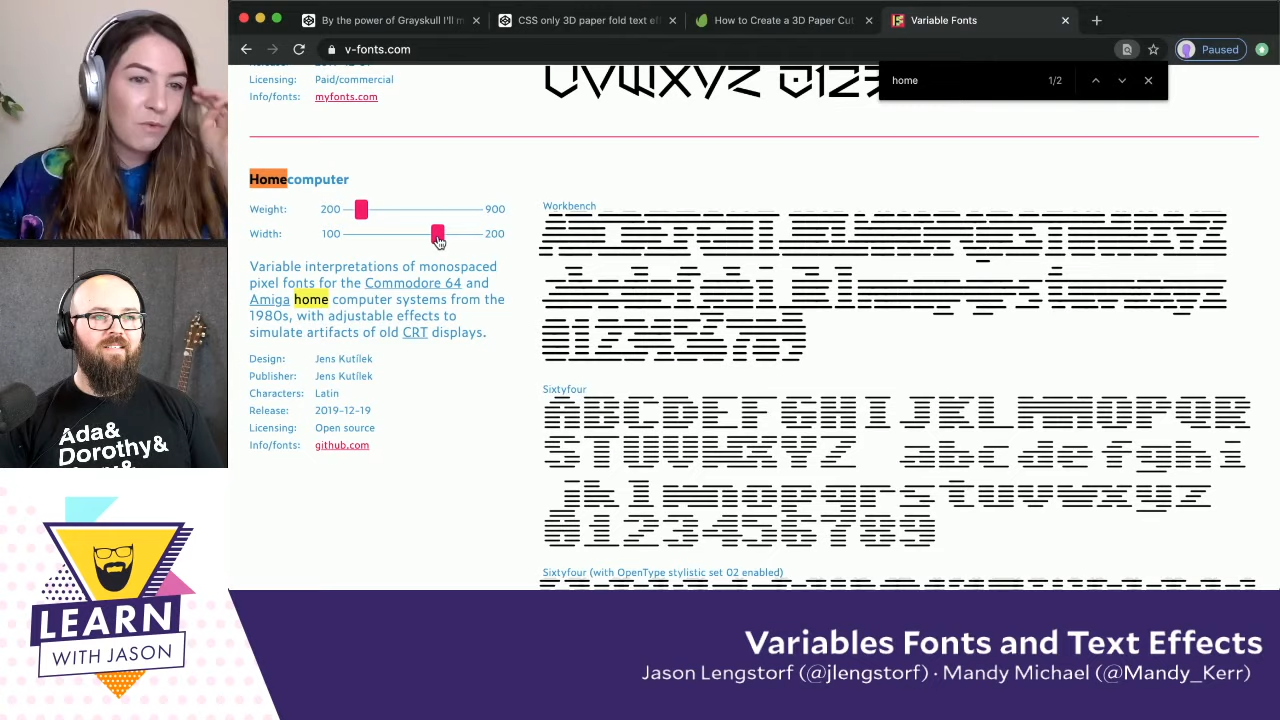 By the power of Grayskull I'll m
CSS only 3D paper fold text ef
How to Create a 3D Paper Cut
Variable Fonts
v-fonts.com
Paused
home
1/2
Licensing: Paid/commercial
Info/fonts: myfonts.com
UVWXYZ 0123
Homecomputer
Weight: 200 900
Width: 100 200
Variable interpretations of monospaced
pixel fonts for the Commodore 64 and
Amiga home computer systems from the
1980s, with adjustable effects to
simulate artifacts of old CRT displays.
Design: Jens Kutílek
Publisher: Jens Kutílek
Characters: Latin
Release: 2019-12-19
Licensing: Open source
Info/fonts: github.com
Workbench
Sixtyfour
ABCDEFGHIJKLMNOPQR
STUVWXYZ abcdefghi
jklmnopqrstuvwxyz
0123456789
Sixtyfour (with OpenType stylistic set 02 enabled)
Ada&
Dorothy&
LEARN
WITH JASON
Variables Fonts and Text Effects
Jason Lengstorf (@jlengstorf) · Mandy Michael (@Mandy_Kerr)